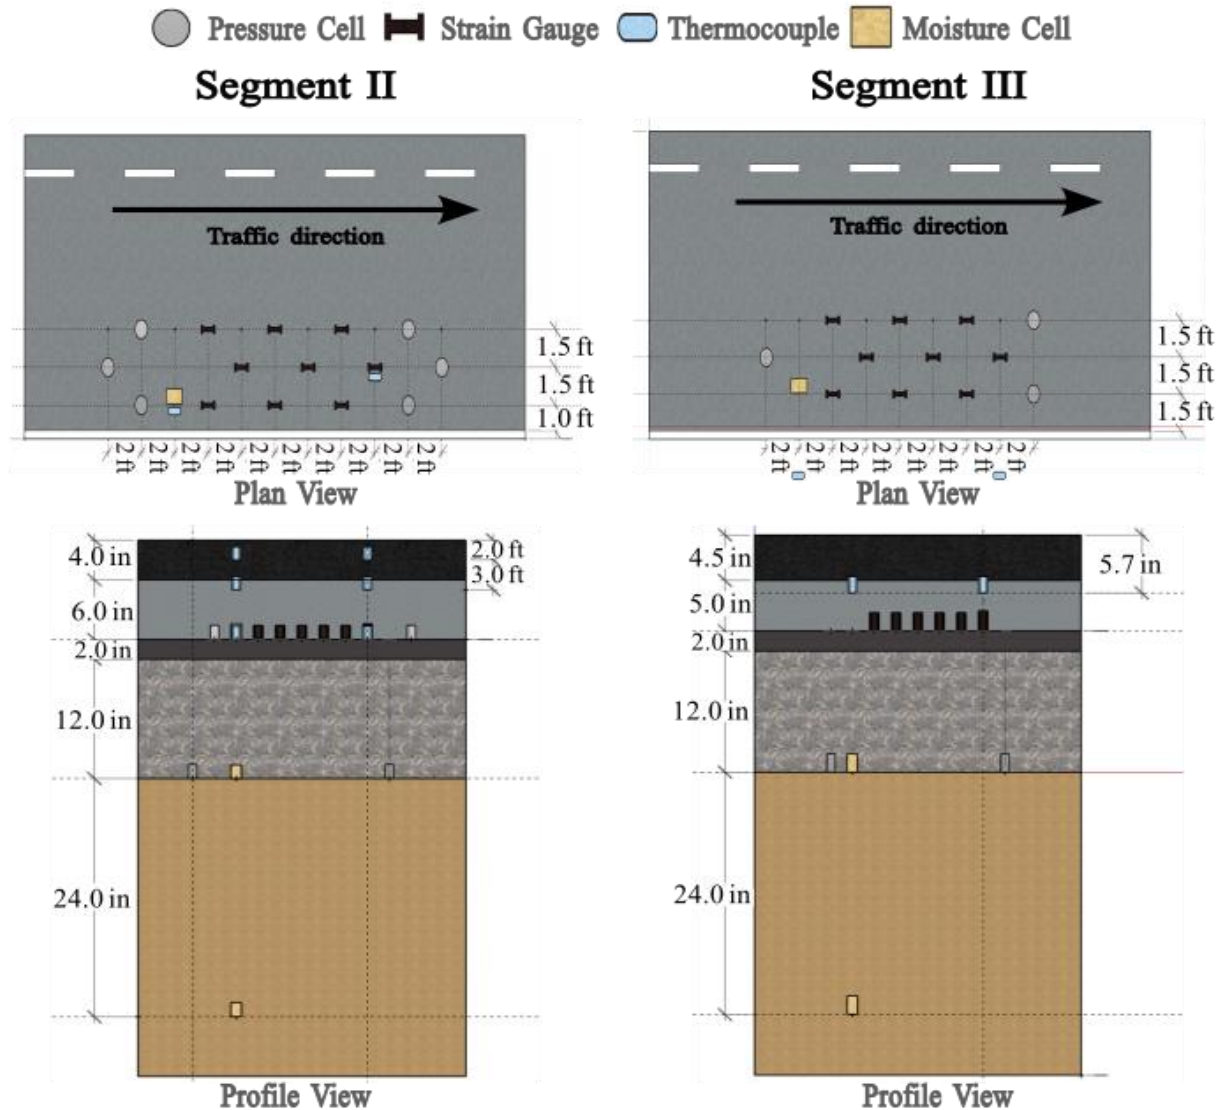 Pressure Cell Strain Gauge Thermocouple Moisture Cell
Segment II
Traffic direction
1.5 ft
1.5 ft
1.0 ft
2 ft 2 ft 2 ft 2 ft 2 ft 2 ft 2 ft 2 ft 2 ft 2 ft
Plan View
4.0 in
6.0 in
2.0 in
12.0 in
24.0 in
2.0 ft
3.0 ft
Profile View
Segment III
Traffic direction
1.5 ft
1.5 ft
1.5 ft
2 ft 2 ft 2 ft 2 ft 2 ft 2 ft 2 ft 2 ft
Plan View
4.5 in
5.0 in
2.0 in
12.0 in
24.0 in
5.7 in
Profile View